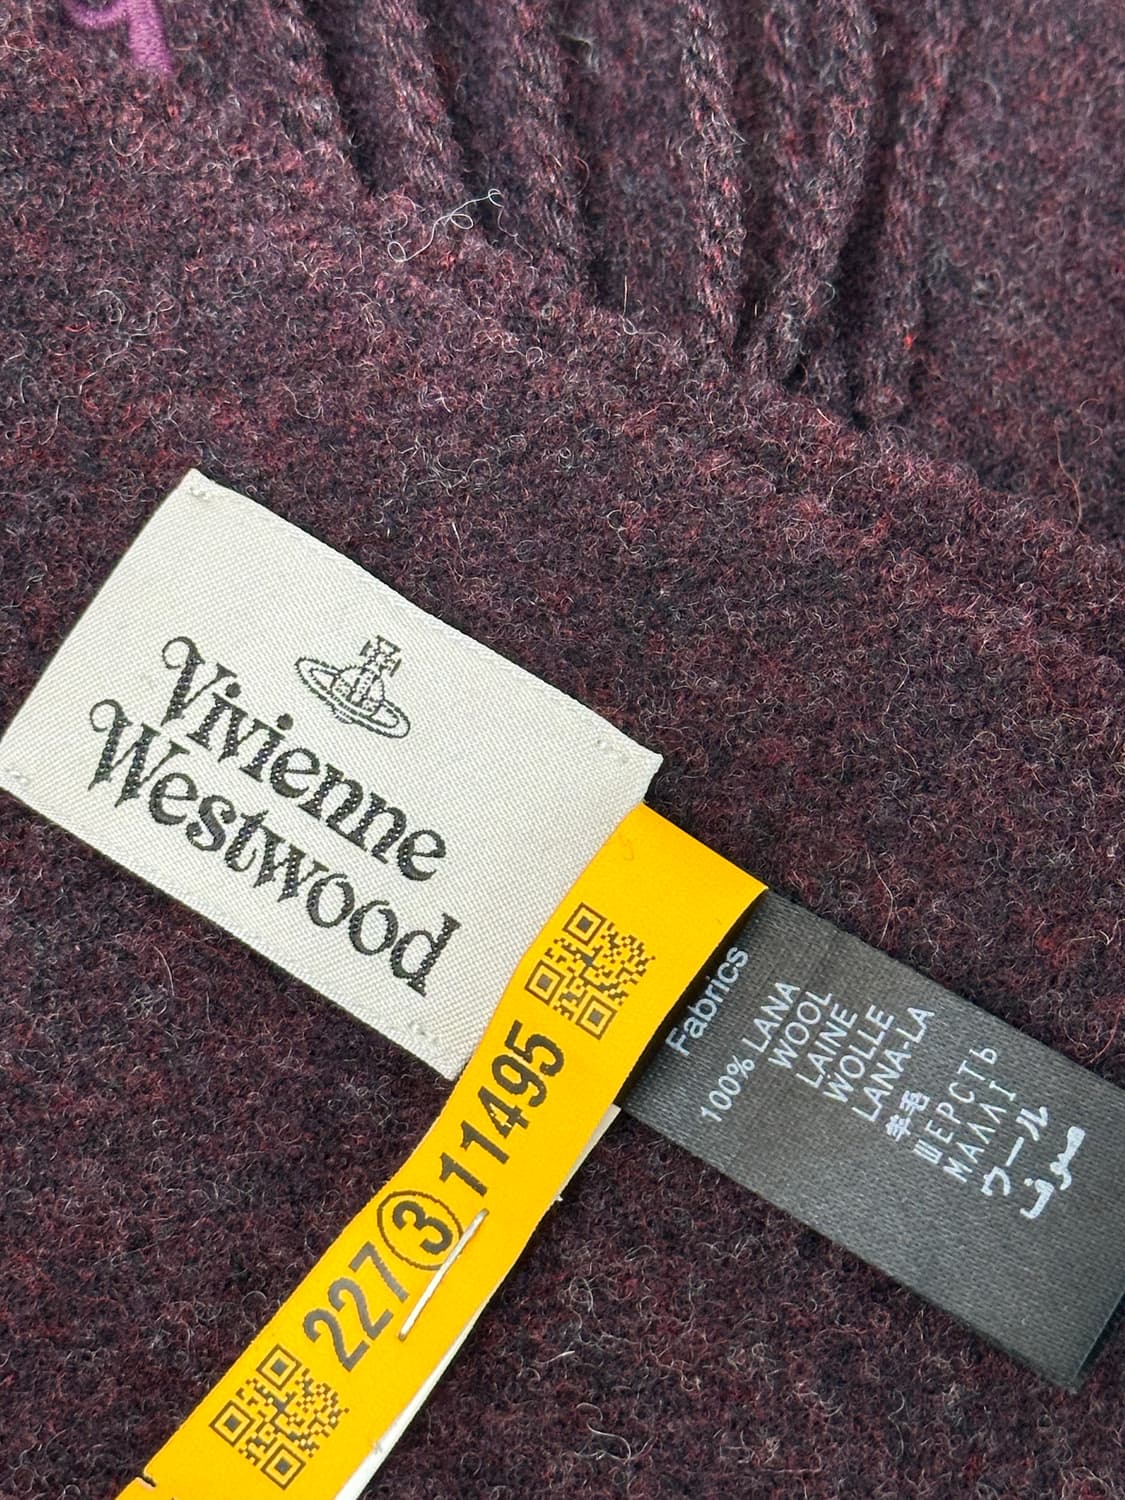 Vivienne
Westwood
227 3 11495
Fabrics
100% LANA
WOOL
LAINE
WOLLE
LANA-LA
羊毛
ШЕРСТЬ
ΜΑΛΛΙ
ウール